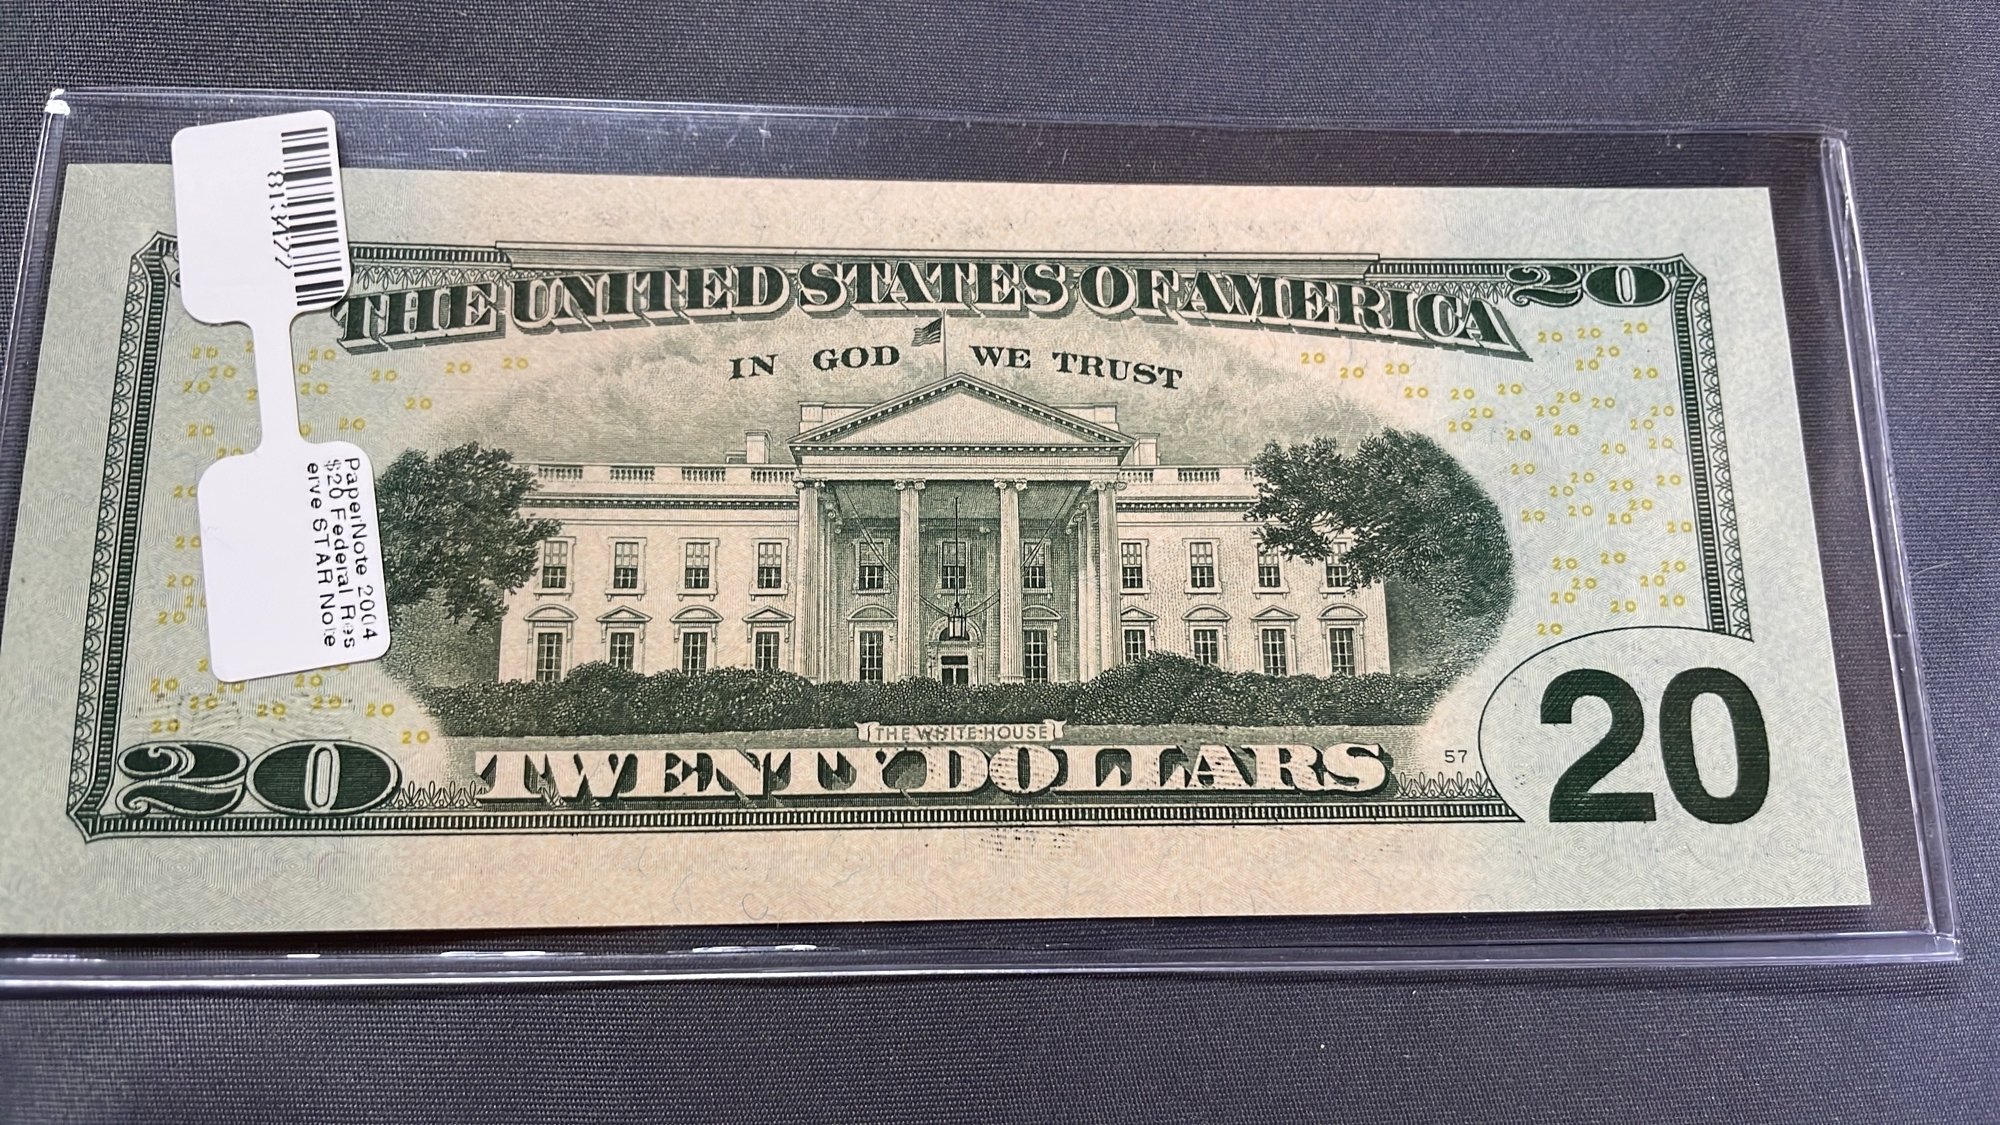 813477
PaperNote 2004
$20 Federal Res
erve STAR Note
THE UNITED STATES OF AMERICA
20
IN GOD WE TRUST
THE WHITE HOUSE
TWENTY DOLLARS
57
20
20